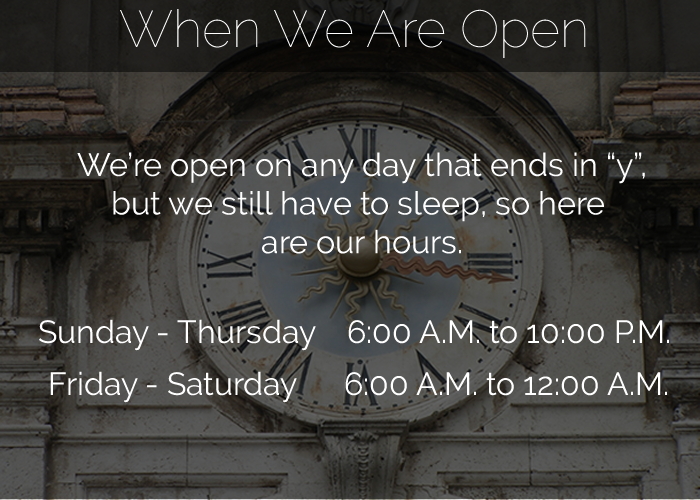 When We Are Open
We're open on any day that ends in “y”,
but we still have to sleep, so here
are our hours.
Sunday - Thursday 6:00 A.M. to 10:00 P.M.
Friday - Saturday 6:00 A.M. to 12:00 A.M.